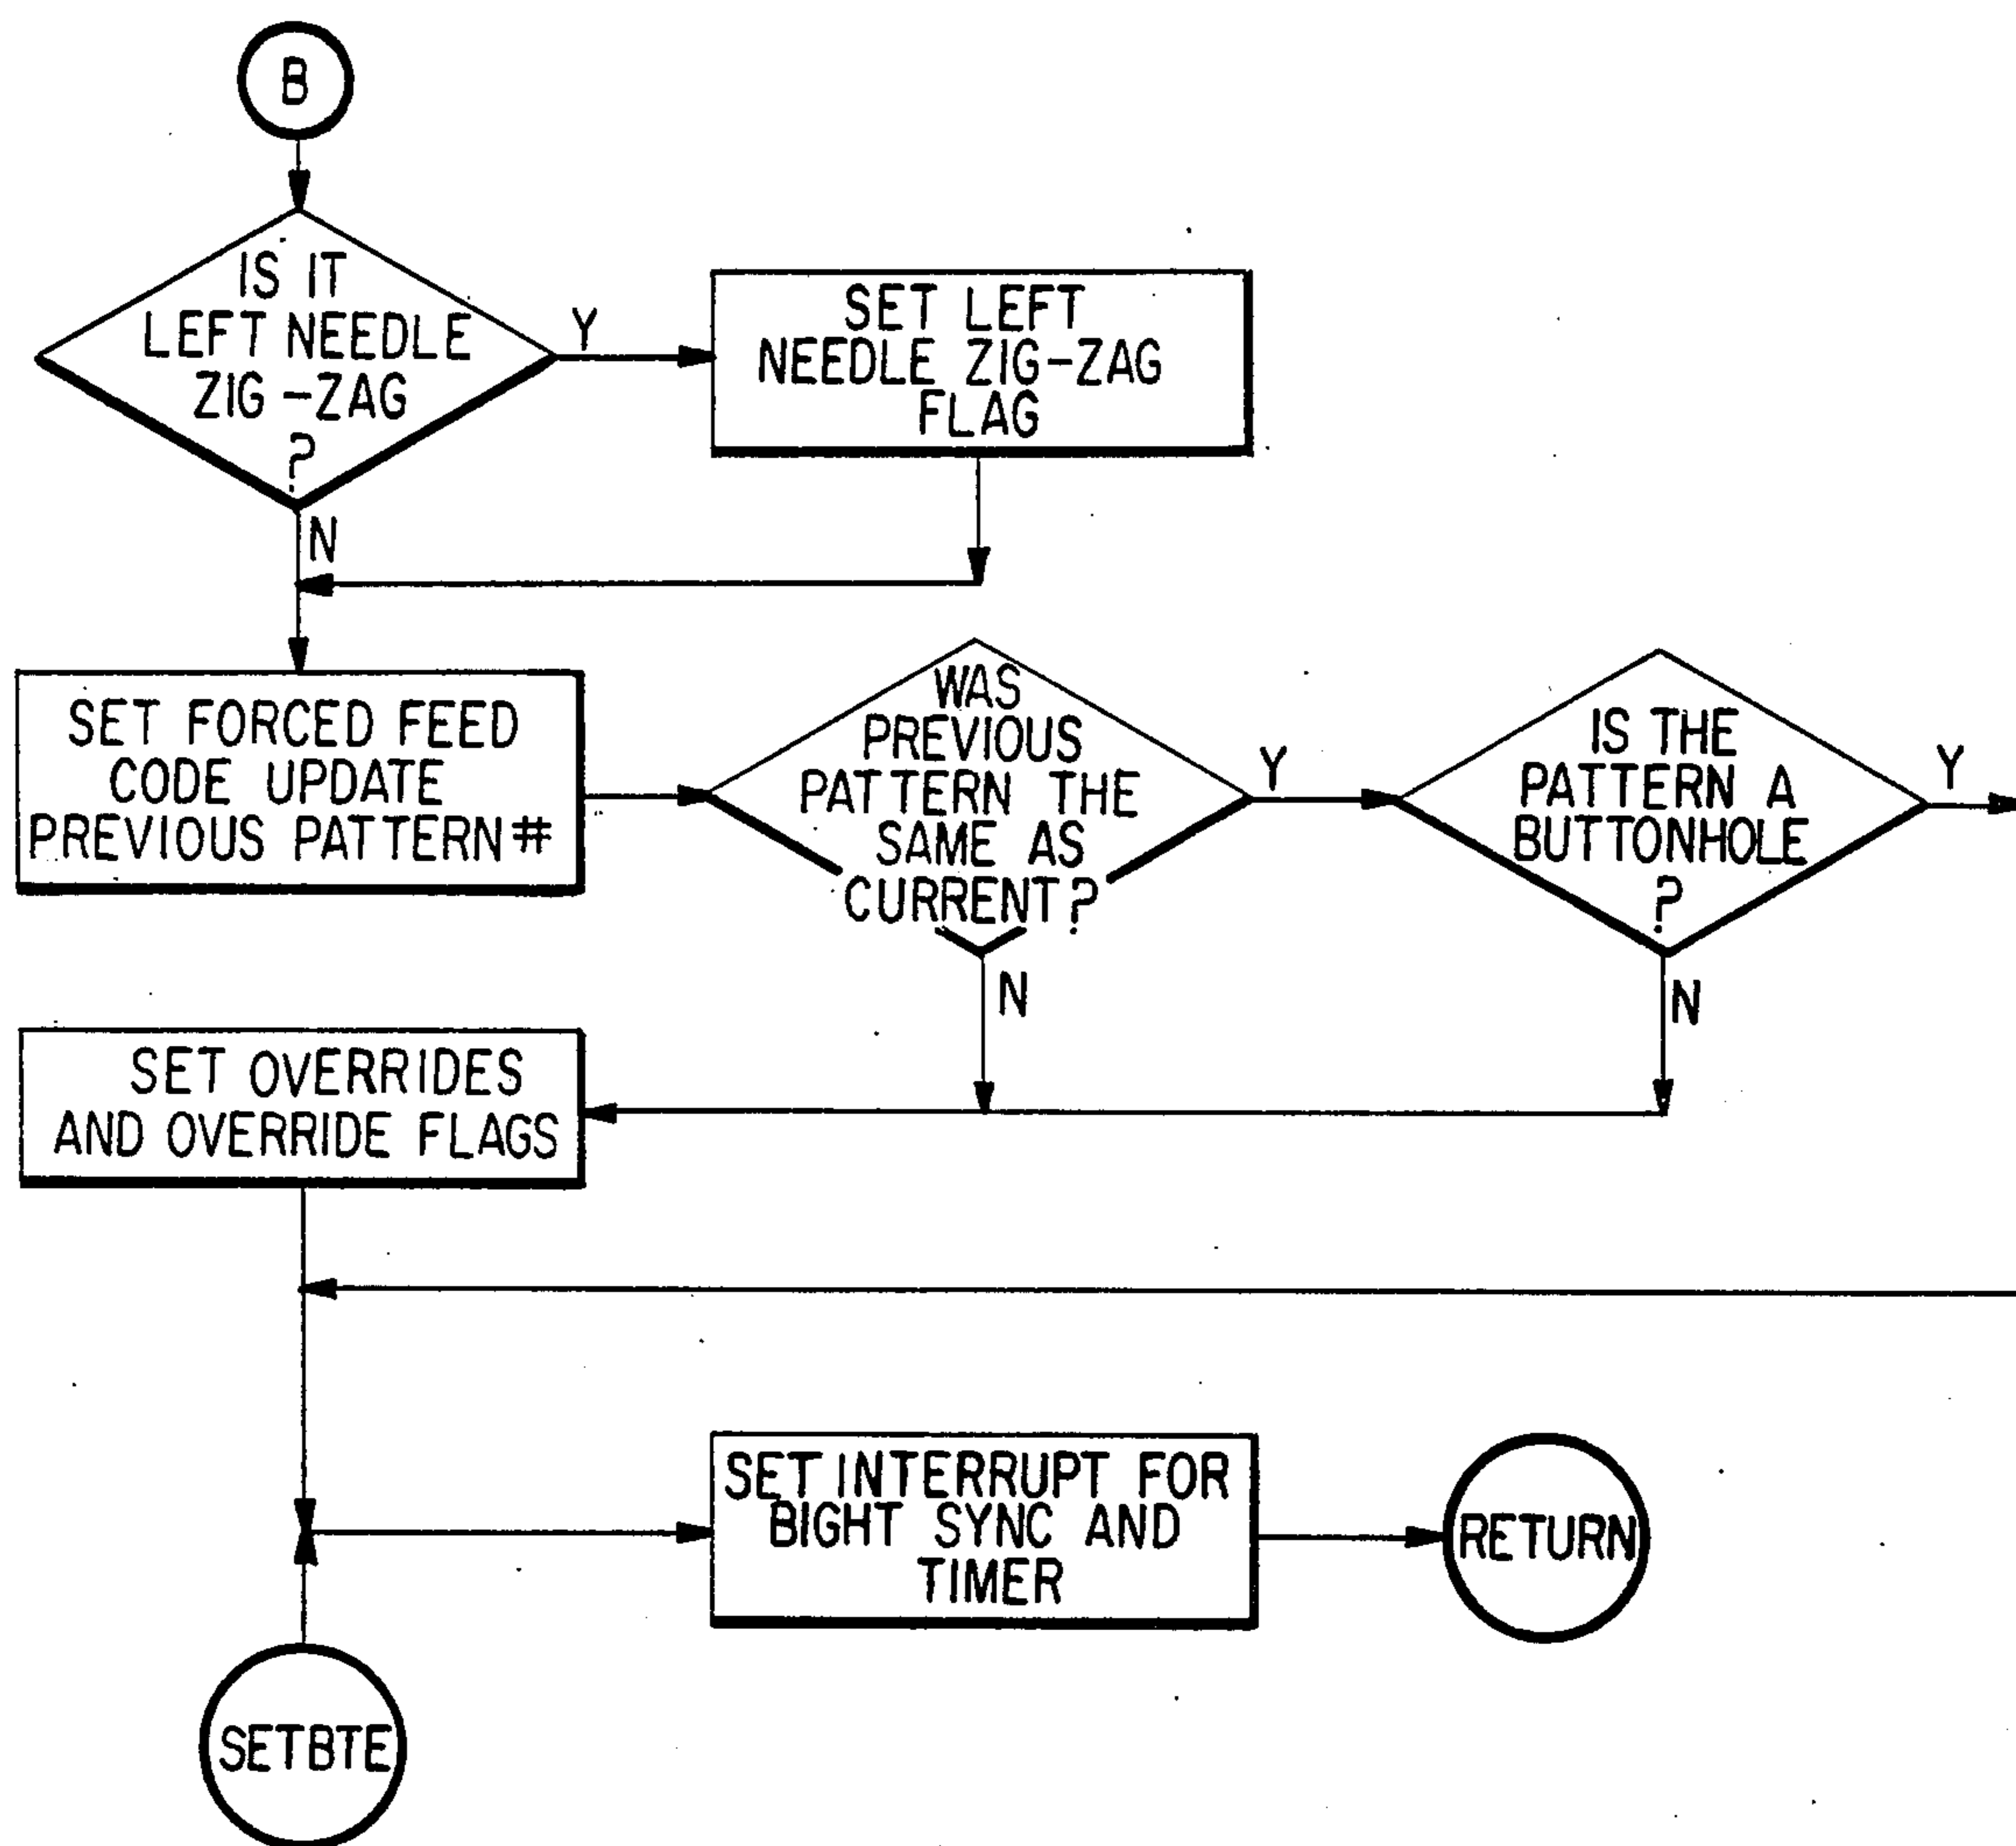 B
IS IT
LEFT NEEDLE
ZIG-ZAG
?
Y
N
SET LEFT
NEEDLE ZIG-ZAG
FLAG
SET FORCED FEED
CODE UPDATE
PREVIOUS PATTERN #
WAS
PREVIOUS
PATTERN THE
SAME AS
CURRENT?
Y
N
IS THE
PATTERN A
BUTTONHOLE
?
Y
N
SET OVERRIDES
AND OVERRIDE FLAGS
SET INTERRUPT FOR
BIGHT SYNC AND
TIMER
RETURN
SETBTE